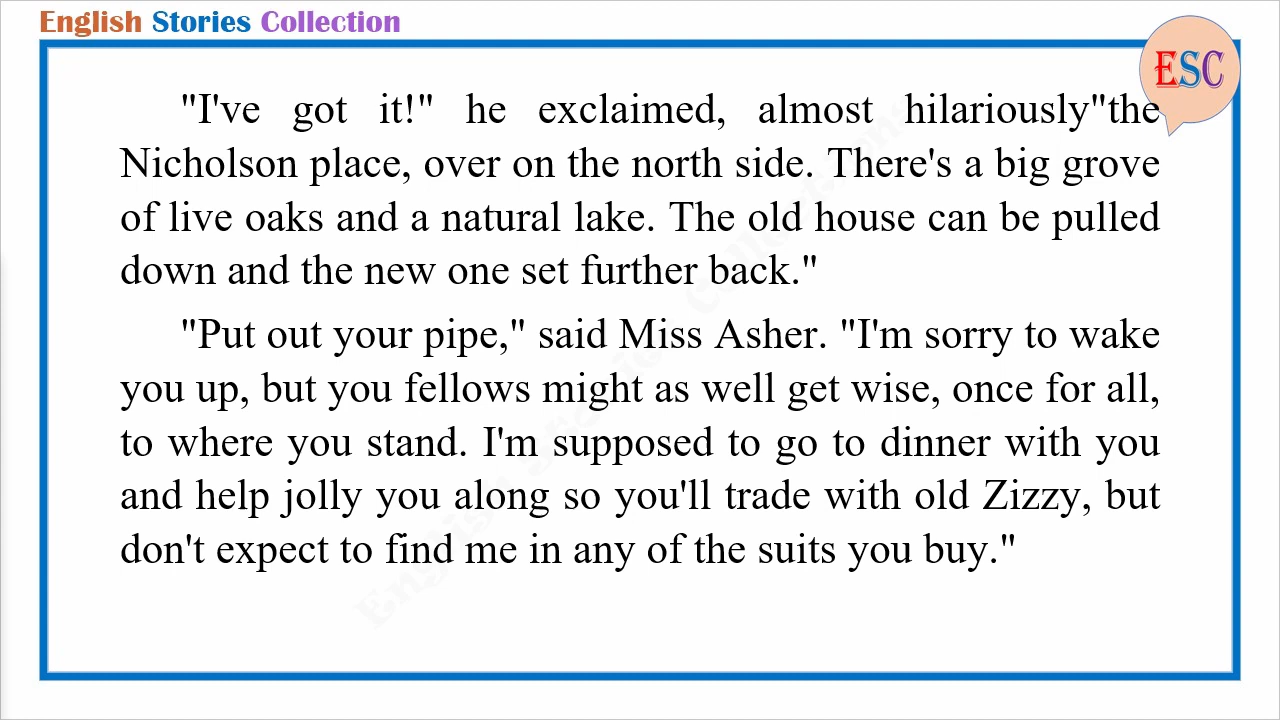 English Stories Collection
ESC
"I've got it!" he exclaimed, almost hilariously"the
Nicholson place, over on the north side. There's a big grove
of live oaks and a natural lake. The old house can be pulled
down and the new one set further back."
"Put out your pipe," said Miss Asher. "I'm sorry to wake
you up, but you fellows might as well get wise, once for all,
to where you stand. I'm supposed to go to dinner with you
and help jolly you along so you'll trade with old Zizzy, but
don't expect to find me in any of the suits you buy."